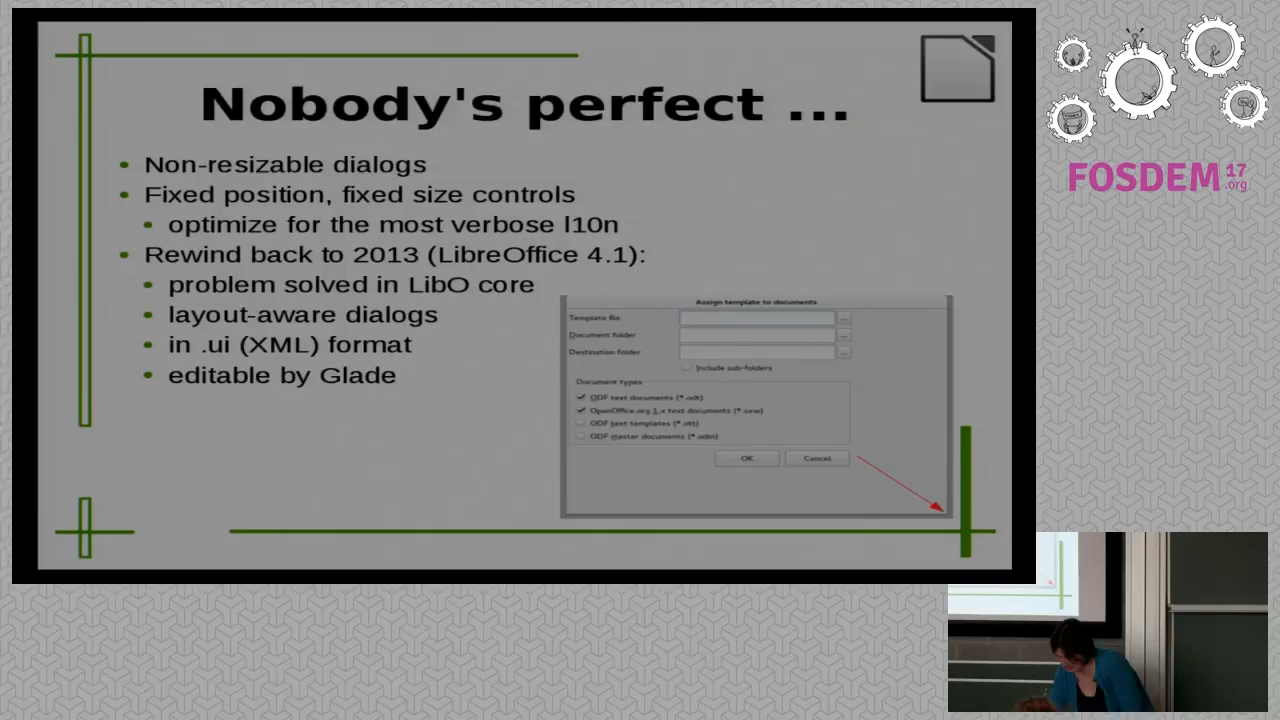 Nobody's perfect ...
Non-resizable dialogs
Fixed position, fixed size controls
optimize for the most verbose l10n
Rewind back to 2013 (LibreOffice 4.1):
problem solved in LibO core
layout-aware dialogs
in .ui (XML) format
editable by Glade
Assign template to documents
Template file
...
Document folder
...
Destination folder
...
Include sub-folders
Document types
ODF text documents (*.odt)
OpenOffice.org 1.x text documents (*.sxw)
ODF text templates (*.ott)
ODF master documents (*.odm)
OK
Cancel
FOSDEM 17
.org